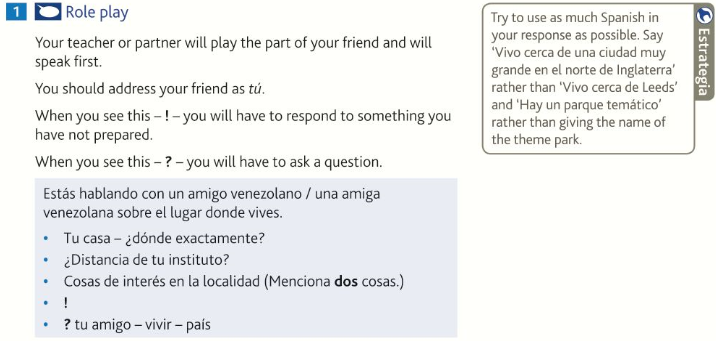 1 Role play
Your teacher or partner will play the part of your friend and will
speak first.
You should address your friend as tú.
When you see this – ! – you will have to respond to something you
have not prepared.
When you see this – ? – you will have to ask a question.
Estás hablando con un amigo venezolano / una amiga
venezolana sobre el lugar donde vives.
• Tu casa – ¿dónde exactamente?
• ¿Distancia de tu instituto?
• Cosas de interés en la localidad (Menciona dos cosas.)
• !
• ? tu amigo – vivir – país
Try to use as much Spanish in
your response as possible. Say
‘Vivo cerca de una ciudad muy
grande en el norte de Inglaterra’
rather than ‘Vivo cerca de Leeds’
and ‘Hay un parque temático’
rather than giving the name of
the theme park.
Estrategia